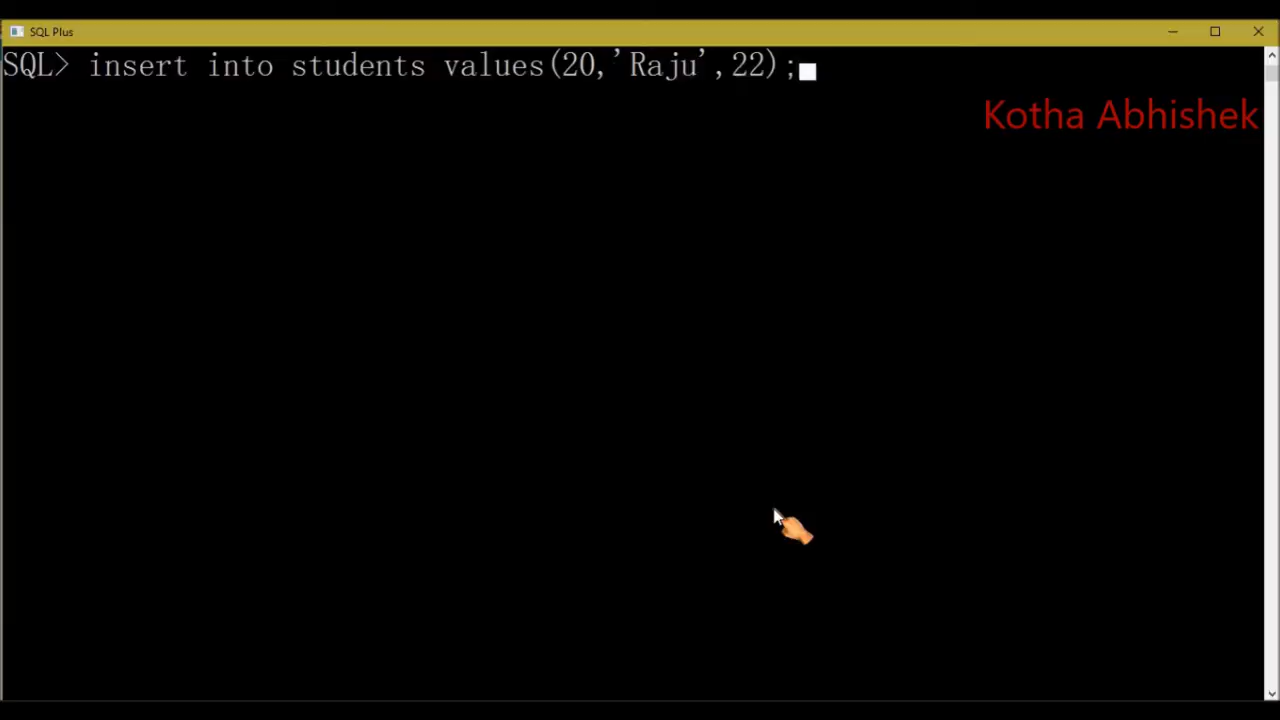 SQL Plus
SQL> insert into students values(20,'Raju',22);
Kotha Abhishek